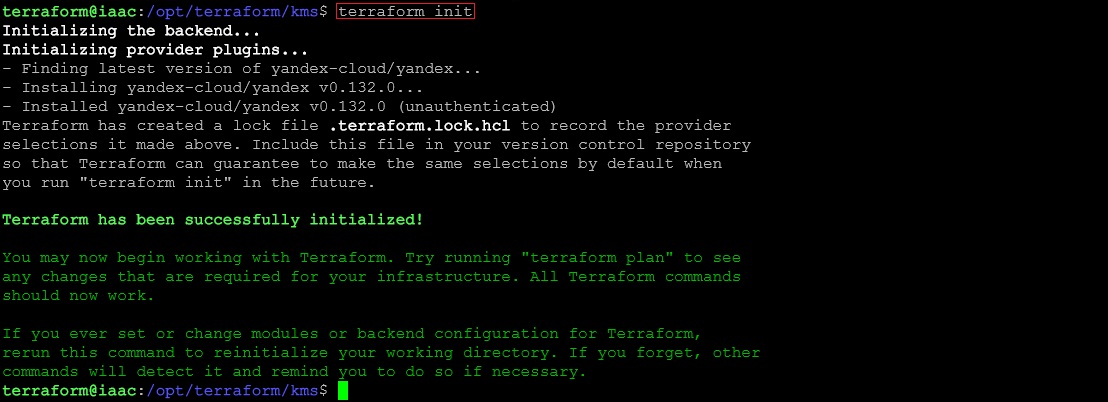 terraform@iaac:/opt/terraform/kms$ terraform init
Initializing the backend...
Initializing provider plugins...
- Finding latest version of yandex-cloud/yandex...
- Installing yandex-cloud/yandex v0.132.0...
- Installed yandex-cloud/yandex v0.132.0 (unauthenticated)
Terraform has created a lock file .terraform.lock.hcl to record the provider
selections it made above. Include this file in your version control repository
so that Terraform can guarantee to make the same selections by default when
you run "terraform init" in the future.
Terraform has been successfully initialized!
You may now begin working with Terraform. Try running "terraform plan" to see
any changes that are required for your infrastructure. All Terraform commands
should now work.
If you ever set or change modules or backend configuration for Terraform,
rerun this command to reinitialize your working directory. If you forget, other
commands will detect it and remind you to do so if necessary.
terraform@iaac:/opt/terraform/kms$